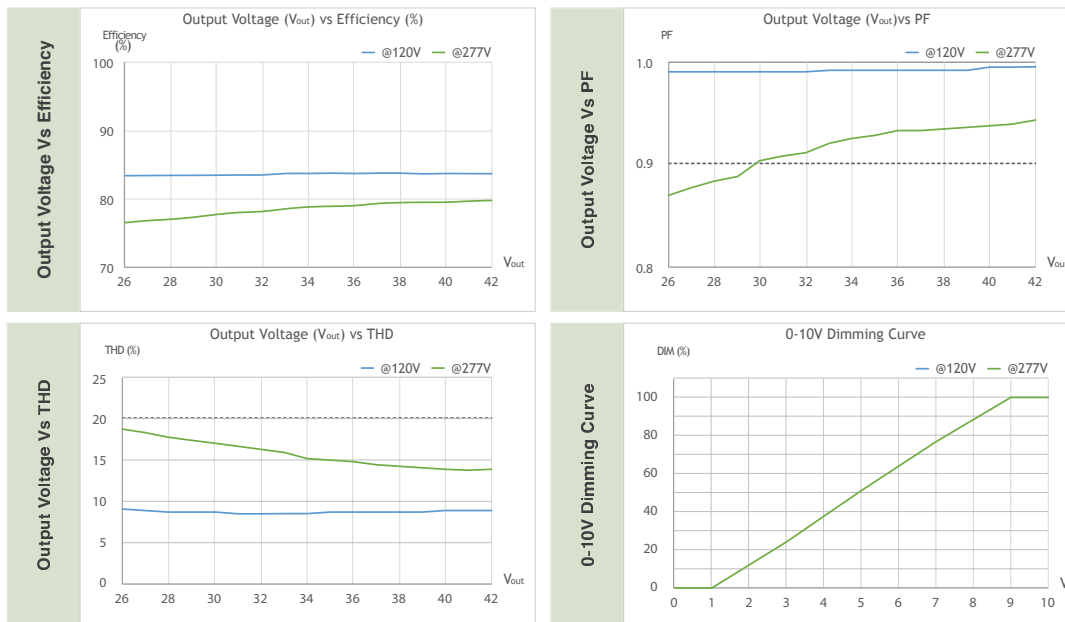 Output Voltage Vs Efficiency
Output Voltage (Vout) vs Efficiency (%)
Efficiency
(%)
@120V @277V
100
90
80
70
26 28 30 32 34 36 38 40 42
Vout
Output Voltage Vs PF
Output Voltage (Vout)vs PF
PF
@120V @277V
1.0
0.9
0.8
26 28 30 32 34 36 38 40 42
Vout
Output Voltage Vs THD
Output Voltage (Vout) vs THD
THD (%)
@120V @277V
25
20
15
10
5
0
26 28 30 32 34 36 38 40 42
Vout
0-10V Dimming Curve
0-10V Dimming Curve
DIM (%)
@120V @277V
100
80
60
40
20
0
0 1 2 3 4 5 6 7 8 9 10
V